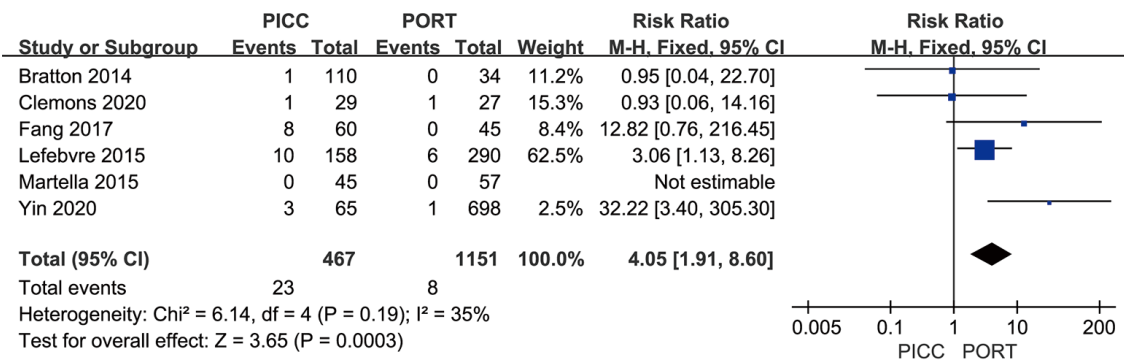 PICC PORT Risk Ratio Risk Ratio
Study or Subgroup Events Total Events Total Weight M-H, Fixed, 95% CI M-H, Fixed, 95% CI
Bratton 2014 1 110 0 34 11.2% 0.95 [0.04, 22.70]
Clemons 2020 1 29 1 27 15.3% 0.93 [0.06, 14.16]
Fang 2017 8 60 0 45 8.4% 12.82 [0.76, 216.45]
Lefebvre 2015 10 158 6 290 62.5% 3.06 [1.13, 8.26]
Martella 2015 0 45 0 57 Not estimable
Yin 2020 3 65 1 698 2.5% 32.22 [3.40, 305.30]
Total (95% CI) 467 1151 100.0% 4.05 [1.91, 8.60]
Total events 23 8
Heterogeneity: Chi² = 6.14, df = 4 (P = 0.19); I² = 35%
Test for overall effect: Z = 3.65 (P = 0.0003)
0.005 0.1 1 10 200
PICC PORT